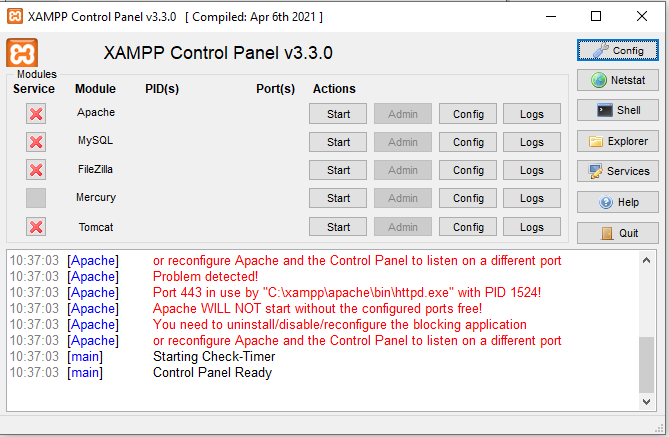 XAMPP Control Panel v3.3.0 [ Compiled: Apr 6th 2021 ]
XAMPP Control Panel v3.3.0
Config
Modules
Service Module PID(s) Port(s) Actions
Netstat
Apache Start Admin Config Logs
Shell
MySQL Start Admin Config Logs
Explorer
FileZilla Start Admin Config Logs
Services
Mercury Start Admin Config Logs
Help
Tomcat Start Admin Config Logs
Quit
10:37:03 [Apache] or reconfigure Apache and the Control Panel to listen on a different port
10:37:03 [Apache] Problem detected!
10:37:03 [Apache] Port 443 in use by "C:\xampp\apache\bin\httpd.exe" with PID 1524!
10:37:03 [Apache] Apache WILL NOT start without the configured ports free!
10:37:03 [Apache] You need to uninstall/disable/reconfigure the blocking application
10:37:03 [Apache] or reconfigure Apache and the Control Panel to listen on a different port
10:37:03 [main] Starting Check-Timer
10:37:03 [main] Control Panel Ready